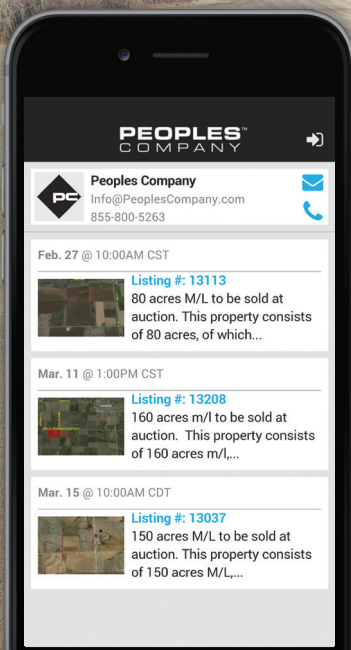 PEOPLES™
COMPANY
PC
Peoples Company
Info@PeoplesCompany.com
855-800-5263
Feb. 27 @ 10:00AM CST
Listing #: 13113
80 acres M/L to be sold at
auction. This property consists
of 80 acres, of which...
Mar. 11 @ 1:00PM CST
Listing #: 13208
160 acres m/l to be sold at
auction. This property consists
of 160 acres m/l,...
Mar. 15 @ 10:00AM CDT
Listing #: 13037
150 acres M/L to be sold at
auction. This property consists
of 150 acres M/L,...